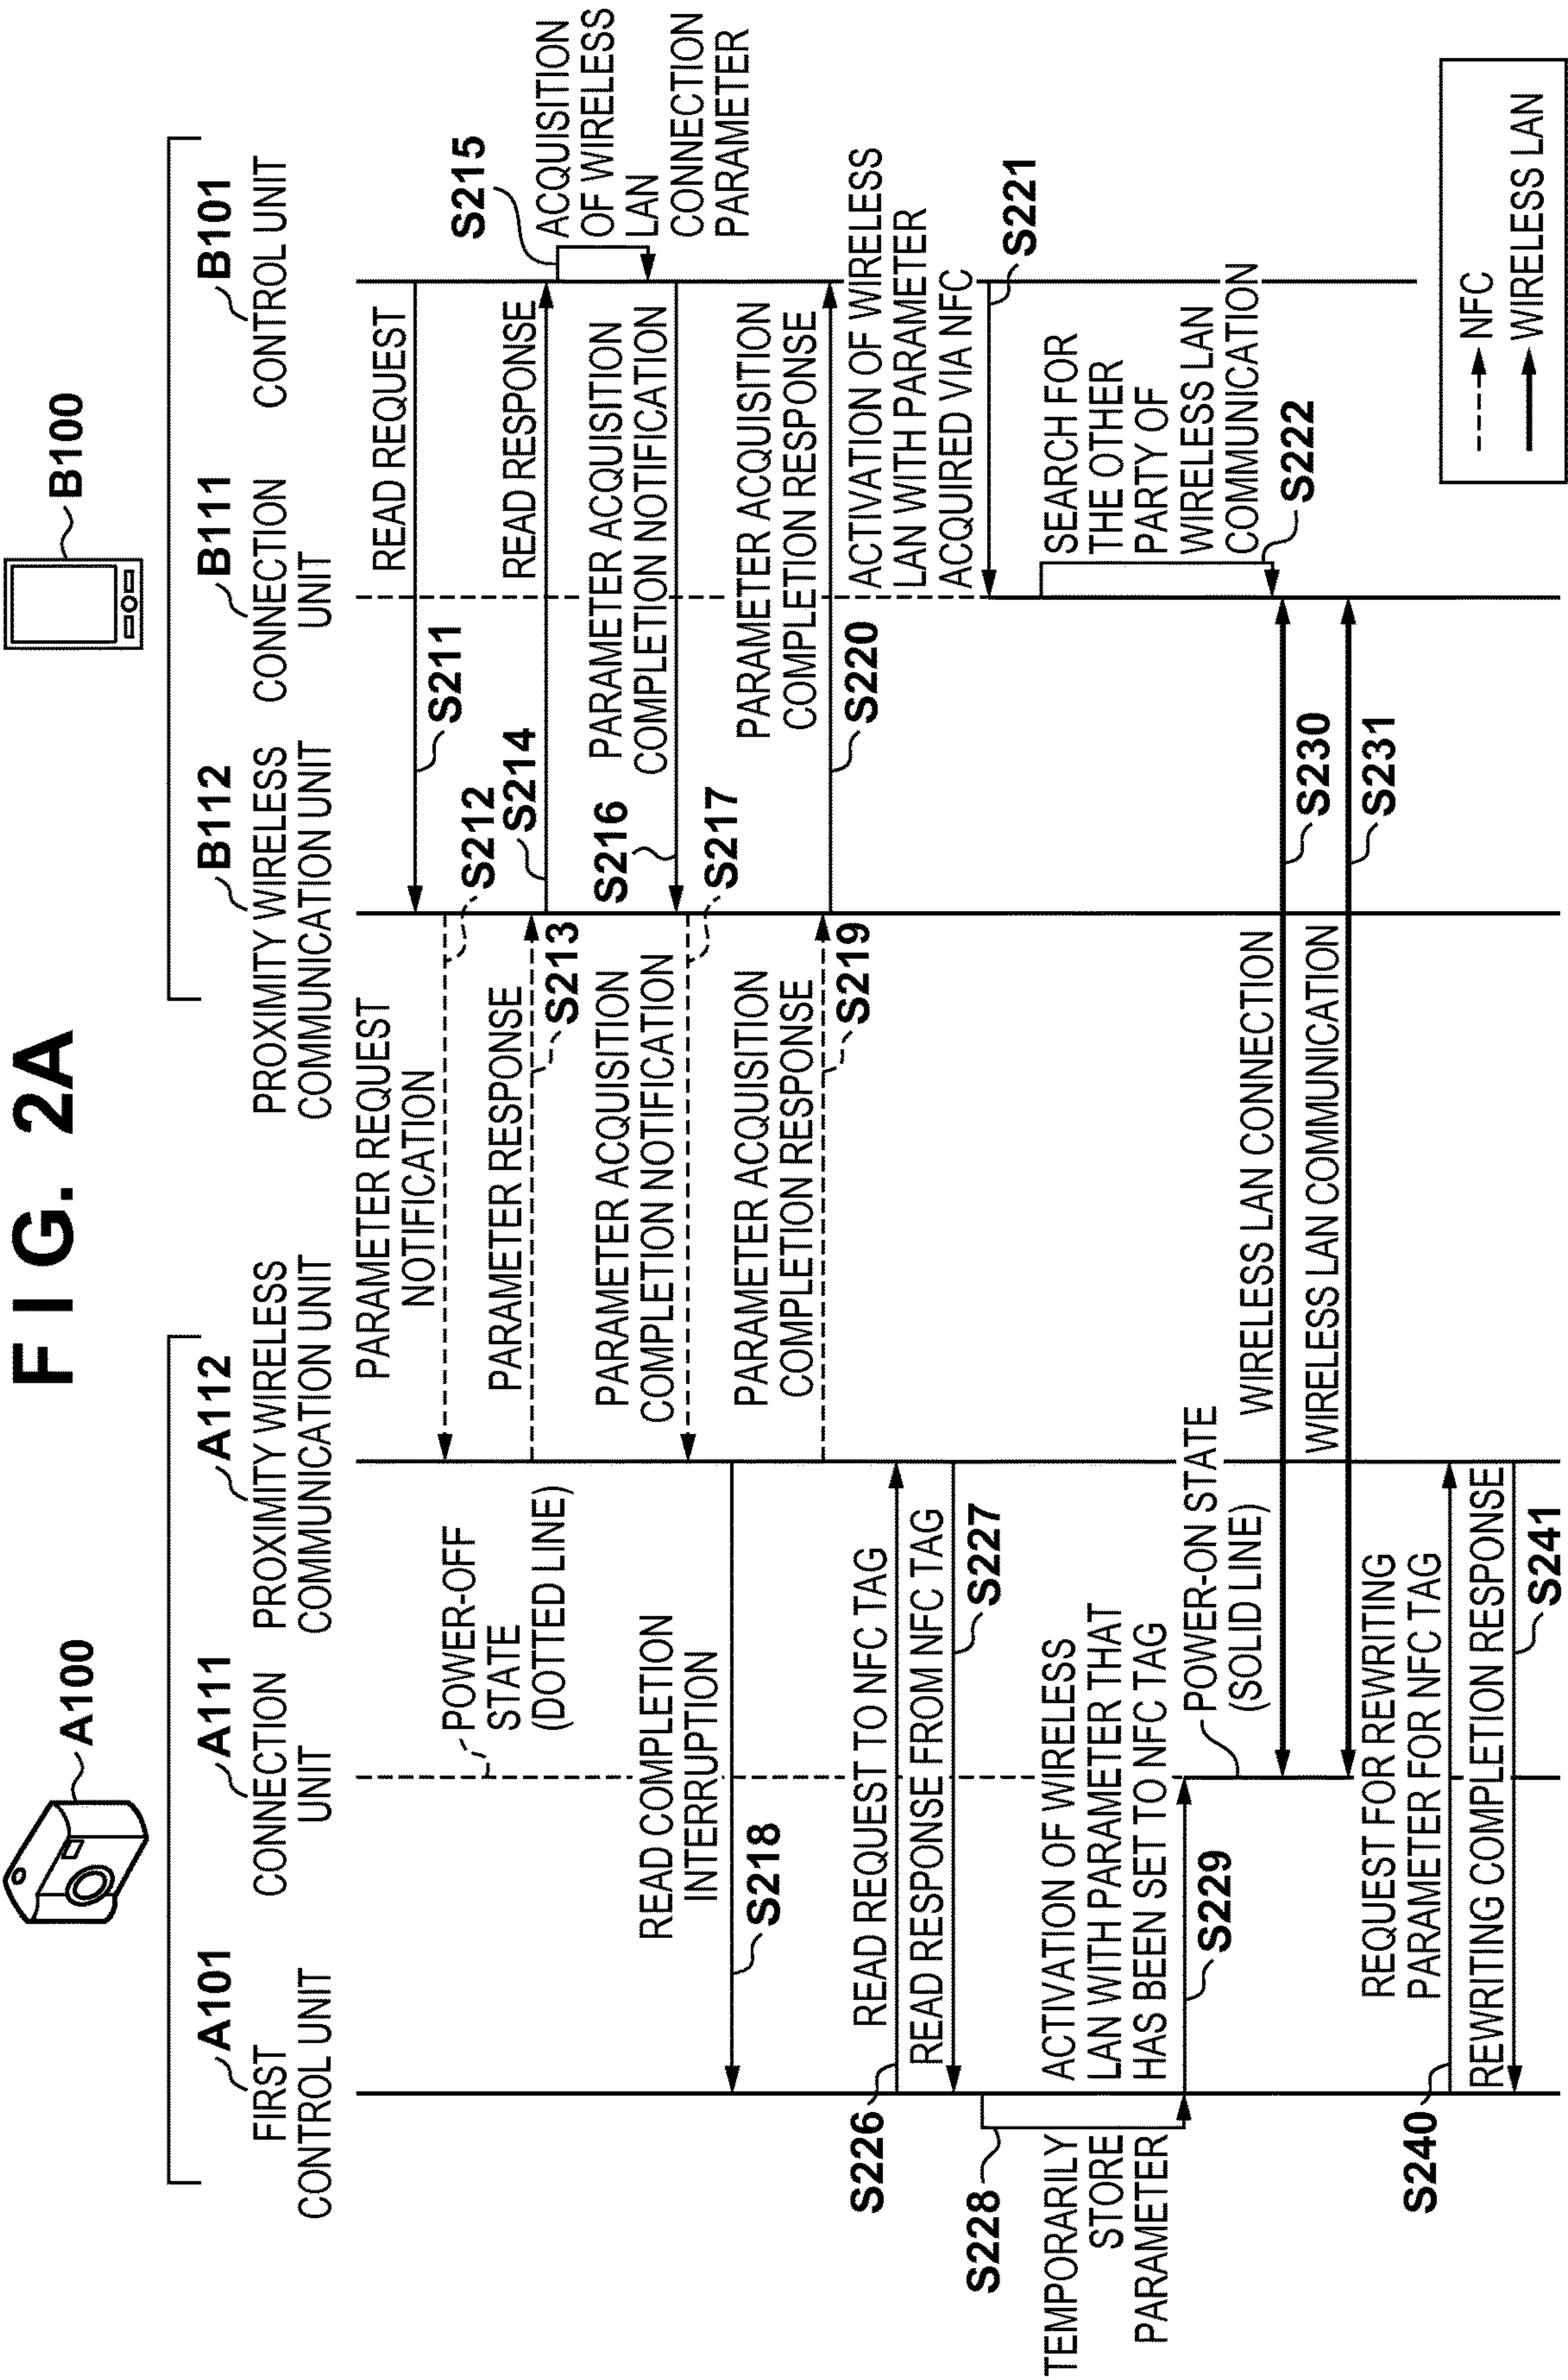 FIG. 2A
A100
B100
A101
FIRST
CONTROL UNIT
A111
CONNECTION
UNIT
A112
PROXIMITY WIRELESS
COMMUNICATION UNIT
B112
PROXIMITY WIRELESS
COMMUNICATION UNIT
B111
CONNECTION
UNIT
B101
CONTROL UNIT
READ REQUEST
S211
PARAMETER REQUEST
NOTIFICATION
S212
POWER-OFF
STATE
(DOTTED LINE)
PARAMETER RESPONSE
S213
READ RESPONSE
S214
S215
ACQUISITION
OF WIRELESS
LAN
CONNECTION
PARAMETER
PARAMETER ACQUISITION
COMPLETION NOTIFICATION
S216
PARAMETER ACQUISITION
COMPLETION NOTIFICATION
S217
READ COMPLETION
INTERRUPTION
S218
PARAMETER ACQUISITION
COMPLETION RESPONSE
S219
PARAMETER ACQUISITION
COMPLETION RESPONSE
S220
READ REQUEST TO NFC TAG
S226
READ RESPONSE FROM NFC TAG
S227
ACTIVATION OF WIRELESS
LAN WITH PARAMETER
ACQUIRED VIA NFC
S221
S228
TEMPORARILY
STORE
PARAMETER
ACTIVATION OF WIRELESS
LAN WITH PARAMETER THAT
HAS BEEN SET TO NFC TAG
S229
SEARCH FOR
THE OTHER
PARTY OF
WIRELESS LAN
COMMUNICATION
S222
POWER-ON STATE
(SOLID LINE)
WIRELESS LAN CONNECTION
S230
WIRELESS LAN COMMUNICATION
S231
REQUEST FOR REWRITING
PARAMETER FOR NFC TAG
S240
REWRITING COMPLETION RESPONSE
S241
NFC
WIRELESS LAN